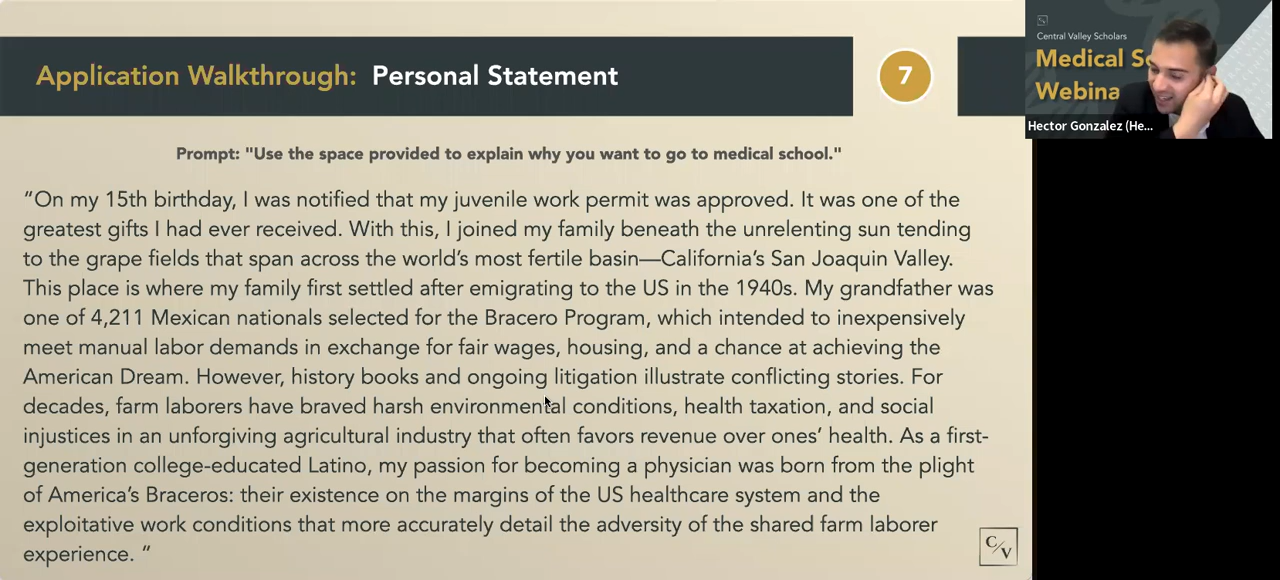 Application Walkthrough: Personal Statement
7
Central Valley Scholars
Medical
Webina
Hector Gonzalez (He...
Prompt: "Use the space provided to explain why you want to go to medical school."
“On my 15th birthday, I was notified that my juvenile work permit was approved. It was one of the
greatest gifts I had ever received. With this, I joined my family beneath the unrelenting sun tending
to the grape fields that span across the world’s most fertile basin—California’s San Joaquin Valley.
This place is where my family first settled after emigrating to the US in the 1940s. My grandfather was
one of 4,211 Mexican nationals selected for the Bracero Program, which intended to inexpensively
meet manual labor demands in exchange for fair wages, housing, and a chance at achieving the
American Dream. However, history books and ongoing litigation illustrate conflicting stories. For
decades, farm laborers have braved harsh environmental conditions, health taxation, and social
injustices in an unforgiving agricultural industry that often favors revenue over ones’ health. As a first-
generation college-educated Latino, my passion for becoming a physician was born from the plight
of America’s Braceros: their existence on the margins of the US healthcare system and the
exploitative work conditions that more accurately detail the adversity of the shared farm laborer
experience. ”
C/V